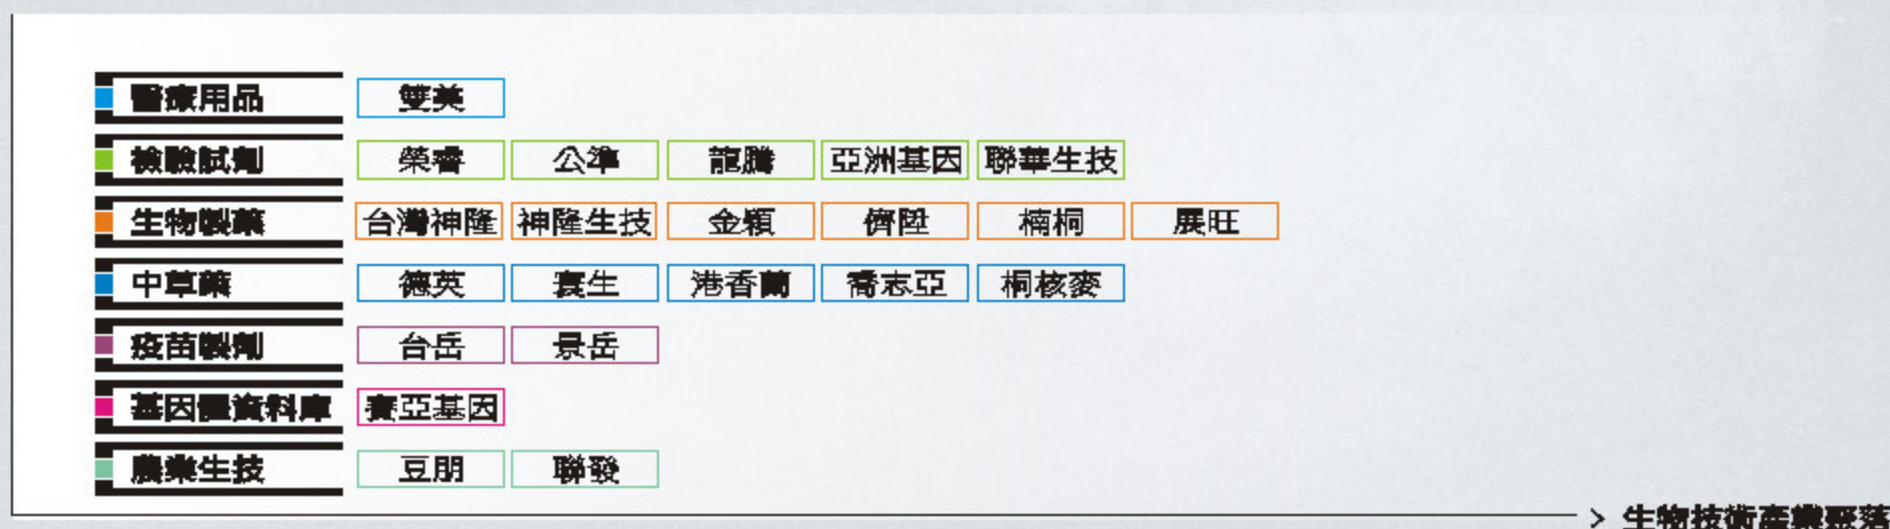 醫療用品 雙美
檢驗試劑 榮睿 公準 龍騰 亞洲基因 聯華生技
生物製藥 台灣神隆 神隆生技 金穎 儕陞 楠桐 展旺
中草藥 德英 寰生 港香蘭 喬志亞 桐核麥
疫苗製劑 台岳 景岳
基因體資料庫 賽亞基因
農業生技 豆朋 聯發
生物技術產業聚落